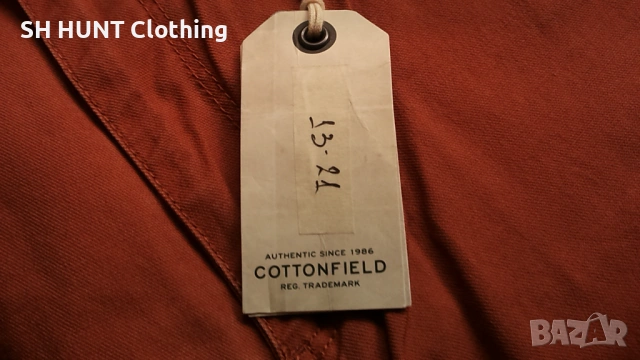 SH HUNT Clothing
13-21
AUTHENTIC SINCE 1986
COTTONFIELD
REG. TRADEMARK
BAZAR